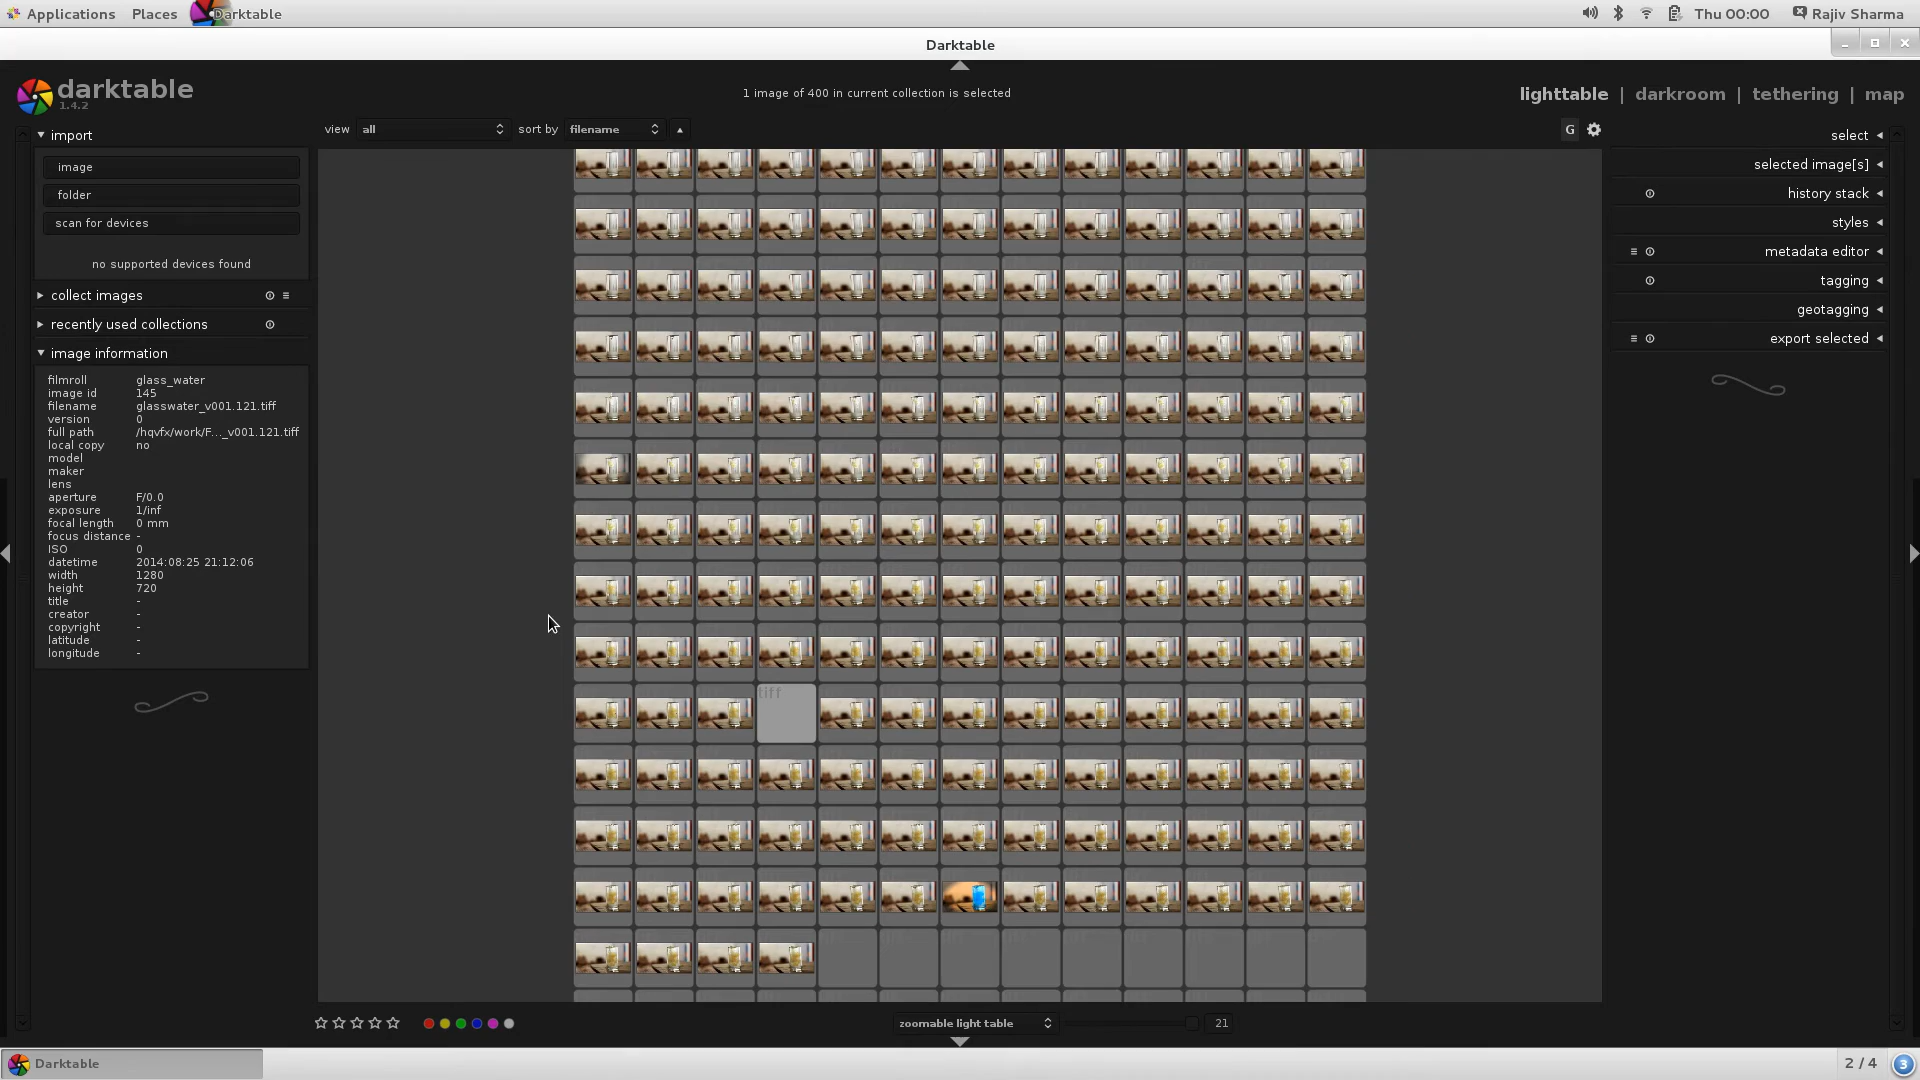 Applications Places Darktable Thu 00:00 Rajiv Sharma
Darktable
darktable
1.4.2
1 image of 400 in current collection is selected
lighttable | darkroom | tethering | map
import
view all sort by filename
G
image
folder
scan for devices
no supported devices found
collect images
recently used collections
image information
filmroll glass_water
image id 145
filename glasswater_v001.121.tiff
version 0
full path /hqvfx/work/F..._v001.121.tiff
local copy no
model
maker
lens
aperture F/0.0
exposure 1/inf
focal length 0 mm
focus distance -
ISO 0
datetime 2014:08:25 21:12:06
width 1280
height 720
title -
creator -
copyright -
latitude -
longitude -
tiff
select
selected image[s]
history stack
styles
metadata editor
tagging
geotagging
export selected
zoomable light table 21
Darktable 2 / 4 3